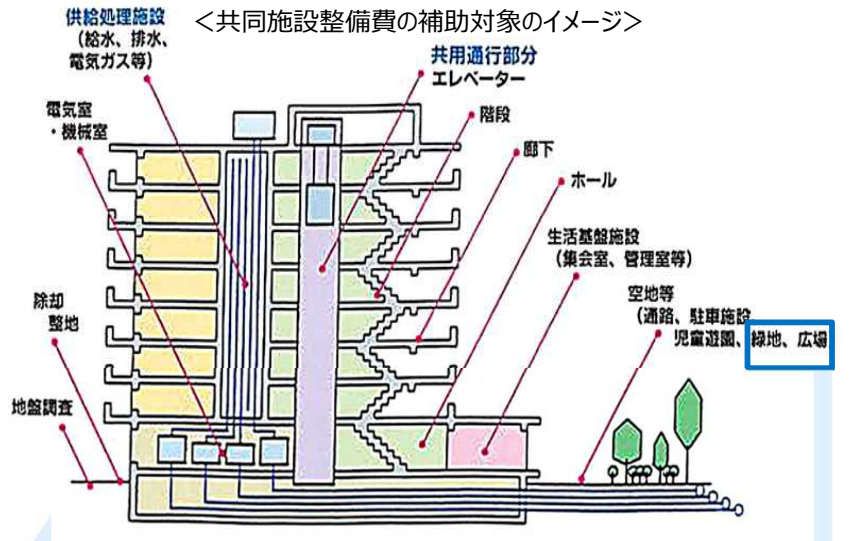 ＜共同施設整備費の補助対象のイメージ＞
供給処理施設
（給水、排水、
電気ガス等）
共用通行部分
エレベーター
電気室
・機械室
階段
廊下
ホール
生活基盤施設
（集会室、管理室等）
空地等
（通路、駐車施設
児童遊園、緑地、広場
除却
整地
地盤調査